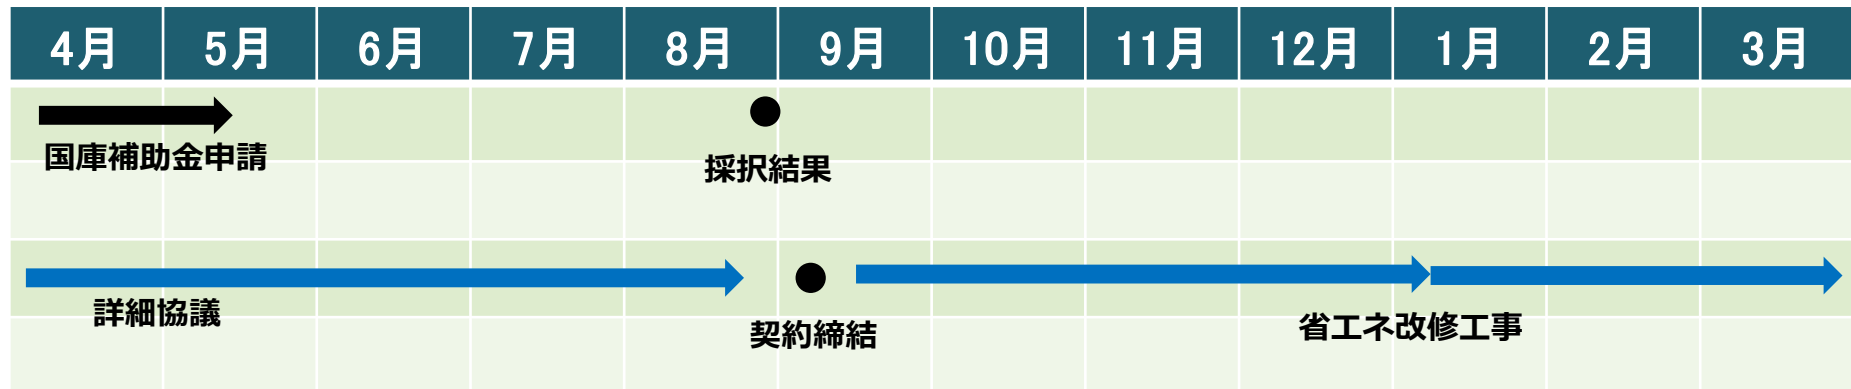 4月 5月 6月 7月 8月 9月 10月 11月 12月 1月 2月 3月
国庫補助金申請
採択結果
詳細協議
契約締結
省エネ改修工事